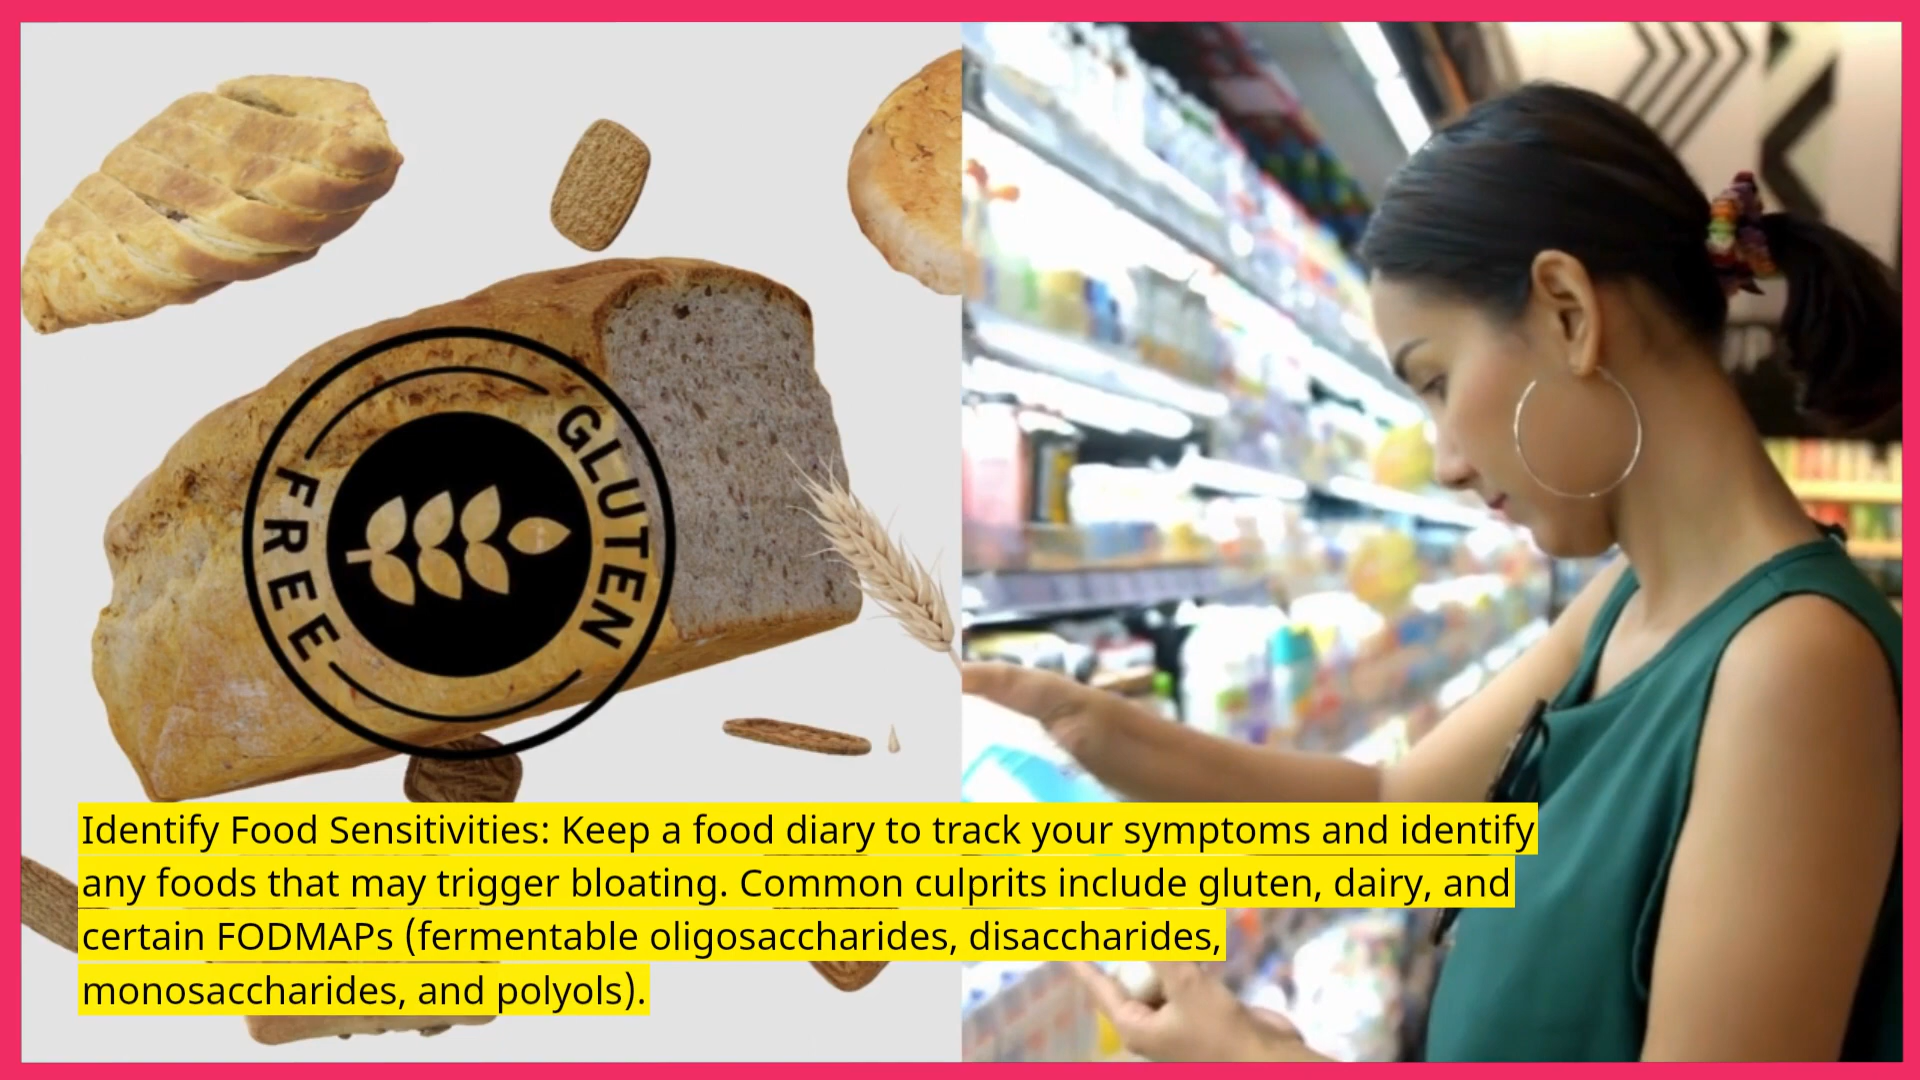 FREE GLUTEN
Identify Food Sensitivities: Keep a food diary to track your symptoms and identify
any foods that may trigger bloating. Common culprits include gluten, dairy, and
certain FODMAPs (fermentable oligosaccharides, disaccharides,
monosaccharides, and polyols).